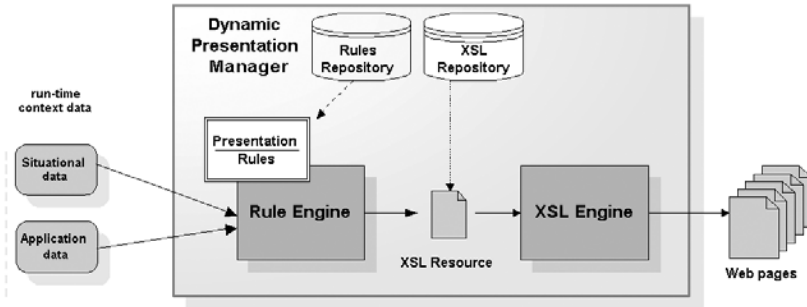 Dynamic
Presentation
Manager
Rules
Repository
XSL
Repository
run-time
context data
Presentation
Rules
Situational
data
Rule Engine
XSL Engine
Application
data
XSL Resource
Web pages